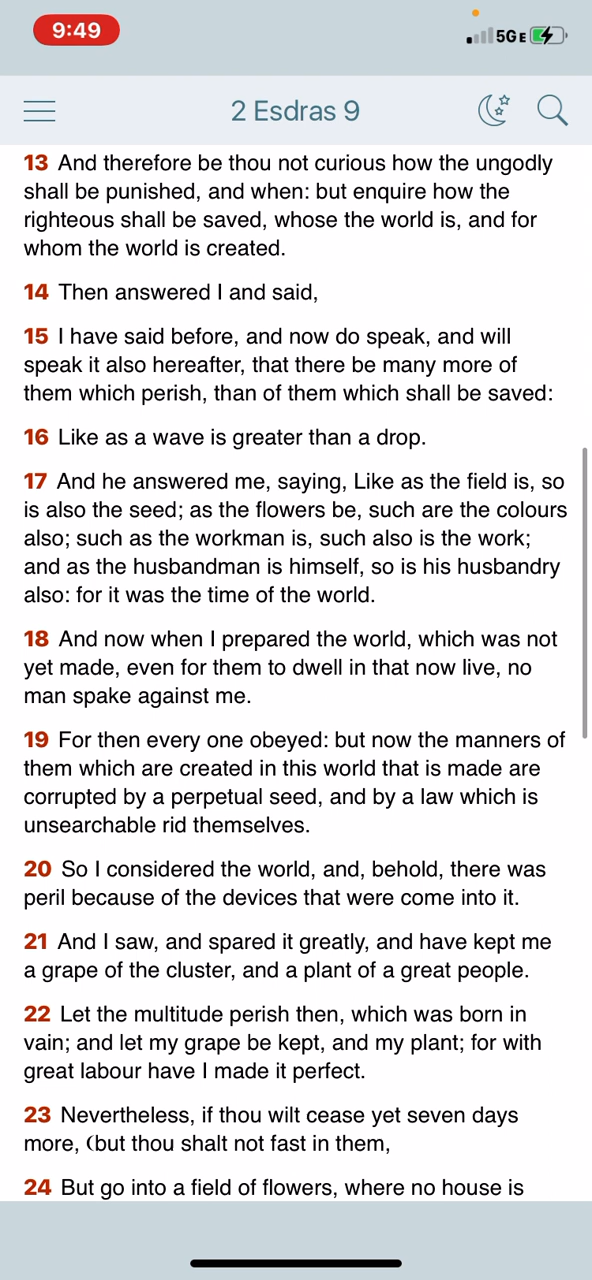 9:49
5GE
2 Esdras 9
13 And therefore be thou not curious how the ungodly
shall be punished, and when: but enquire how the
righteous shall be saved, whose the world is, and for
whom the world is created.
14 Then answered I and said,
15 I have said before, and now do speak, and will
speak it also hereafter, that there be many more of
them which perish, than of them which shall be saved:
16 Like as a wave is greater than a drop.
17 And he answered me, saying, Like as the field is, so
is also the seed; as the flowers be, such are the colours
also; such as the workman is, such also is the work;
and as the husbandman is himself, so is his husbandry
also: for it was the time of the world.
18 And now when I prepared the world, which was not
yet made, even for them to dwell in that now live, no
man spake against me.
19 For then every one obeyed: but now the manners of
them which are created in this world that is made are
corrupted by a perpetual seed, and by a law which is
unsearchable rid themselves.
20 So I considered the world, and, behold, there was
peril because of the devices that were come into it.
21 And I saw, and spared it greatly, and have kept me
a grape of the cluster, and a plant of a great people.
22 Let the multitude perish then, which was born in
vain; and let my grape be kept, and my plant; for with
great labour have I made it perfect.
23 Nevertheless, if thou wilt cease yet seven days
more, (but thou shalt not fast in them,
24 But go into a field of flowers, where no house is